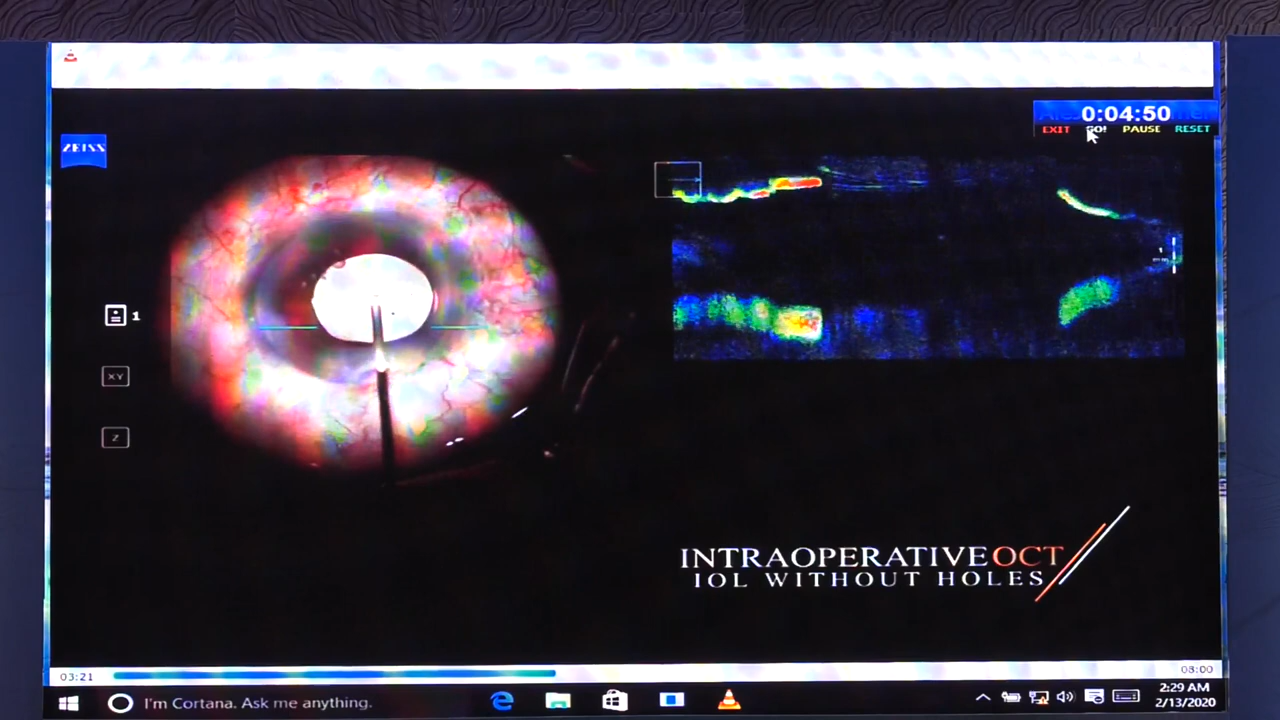 0:04:50
EXIT GO! PAUSE RESET
ZEISS
1
XY
Z
INTRAOPERATIVE OCT
IOL WITHOUT HOLES
03:21
08:00
I'm Cortana. Ask me anything.
2:29 AM
2/13/2020